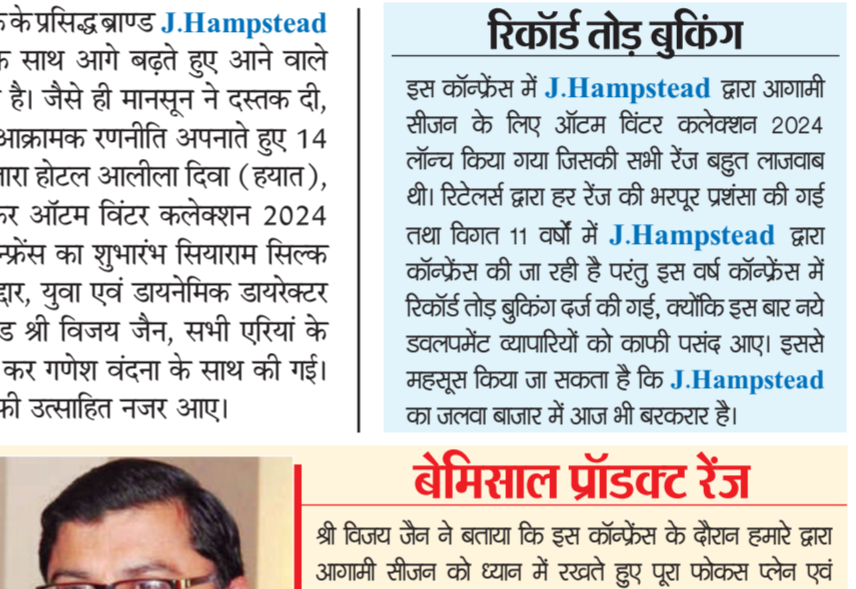 के प्रसिद्ध ब्राण्ड J.Hampstead
साथ आगे बढ़ते हुए आने वाले
है। जैसे ही मानसून ने दस्तक दी,
आक्रामक रणनीति अपनाते हुए 14
होटल आलीला दिवा (हयात),
ऑटम विंटर कलेक्शन 2024
का शुभारंभ सियाराम सिल्क
युवा एवं डायनेमिक डायरेक्टर
श्री विजय जैन, सभी एरियां के
कर गणेश वंदना के साथ की गई।
उत्साहित नजर आए।
रिकॉर्ड तोड़ बुकिंग
इस कॉन्फ्रेंस में J.Hampstead द्वारा आगामी
सीजन के लिए ऑटम विंटर कलेक्शन 2024
लॉन्च किया गया जिसकी सभी रेंज बहुत लाजवाब
थी। रिटेलर्स द्वारा हर रेंज की भरपूर प्रशंसा की गई
तथा विगत 11 वर्षों में J.Hampstead द्वारा
कॉन्फ्रेंस की जा रही है परंतु इस वर्ष कॉन्फ्रेंस में
रिकॉर्ड तोड़ बुकिंग दर्ज की गई, क्योंकि इस बार नये
डवलपमेंट व्यापारियों को काफी पसंद आए। इससे
महसूस किया जा सकता है कि J.Hampstead
का जलवा बाजार में आज भी बरकरार है।
बेमिसाल प्रॉडक्ट रेंज
श्री विजय जैन ने बताया कि इस कॉन्फ्रेंस के दौरान हमारे द्वारा
आगामी सीजन को ध्यान में रखते हुए पूरा फोकस प्लेन एवं